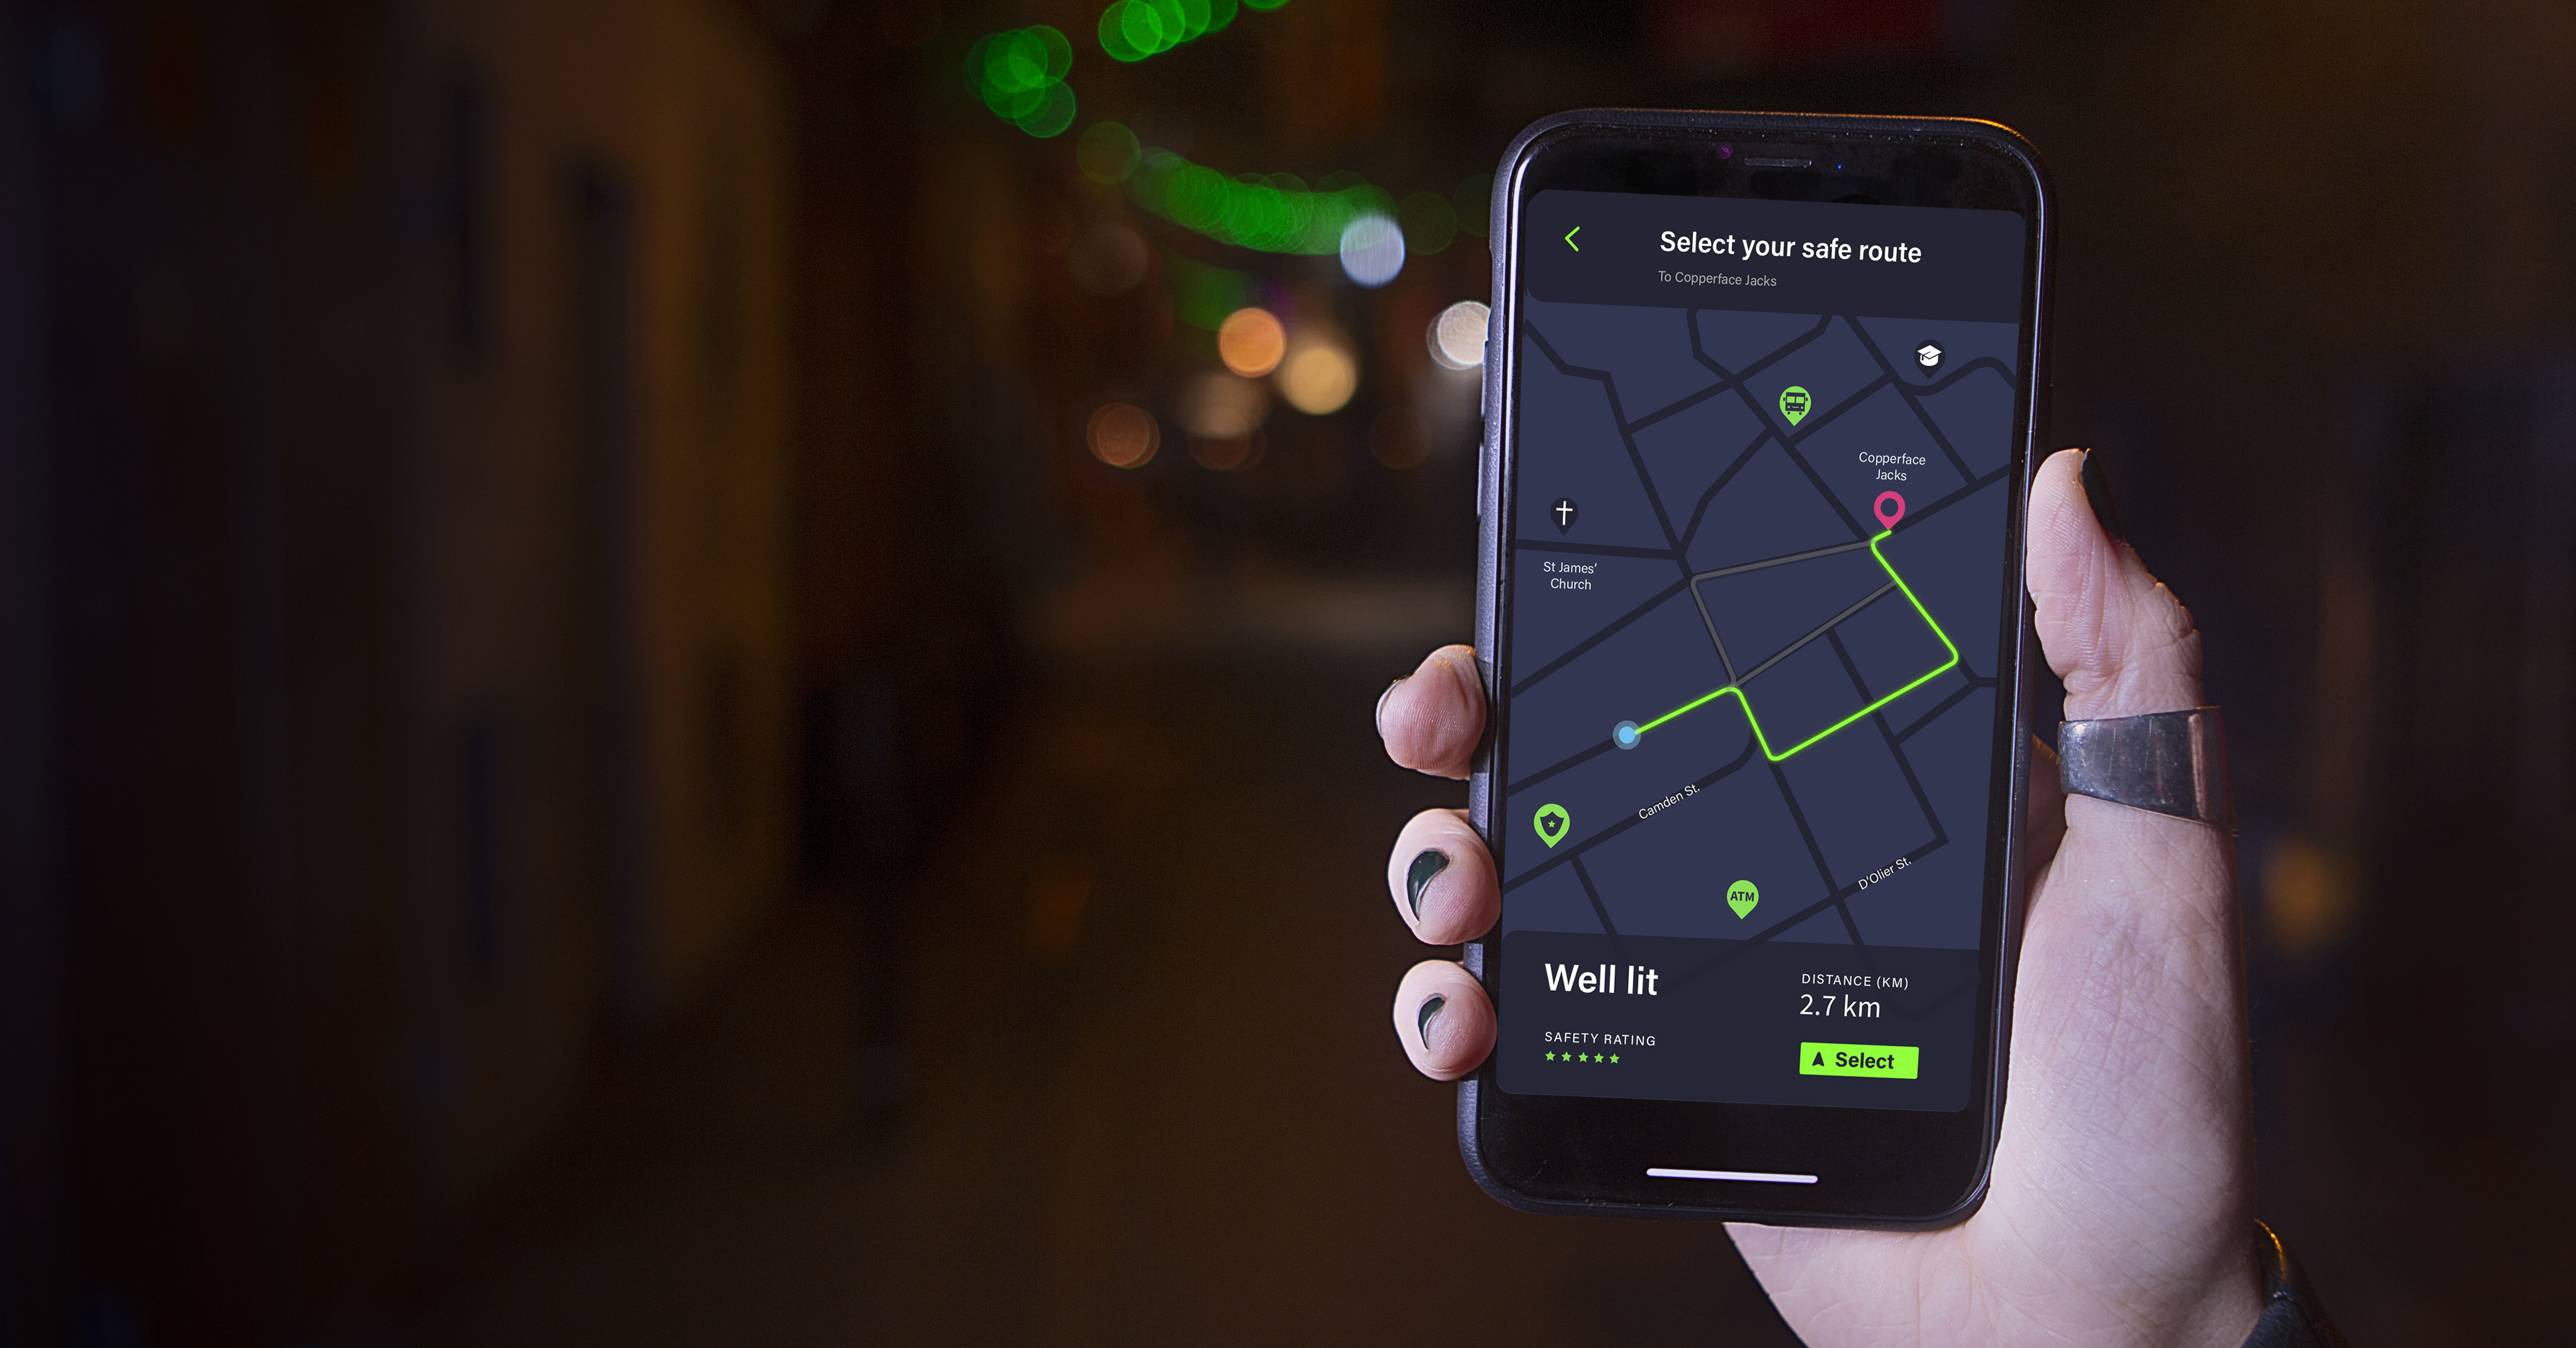 Select your safe route
To Copperface Jacks
Copperface
Jacks
St James'
Church
Camden St.
ATM
D'Olier St.
Well lit
DISTANCE (KM)
2.7 km
SAFETY RATING
Select